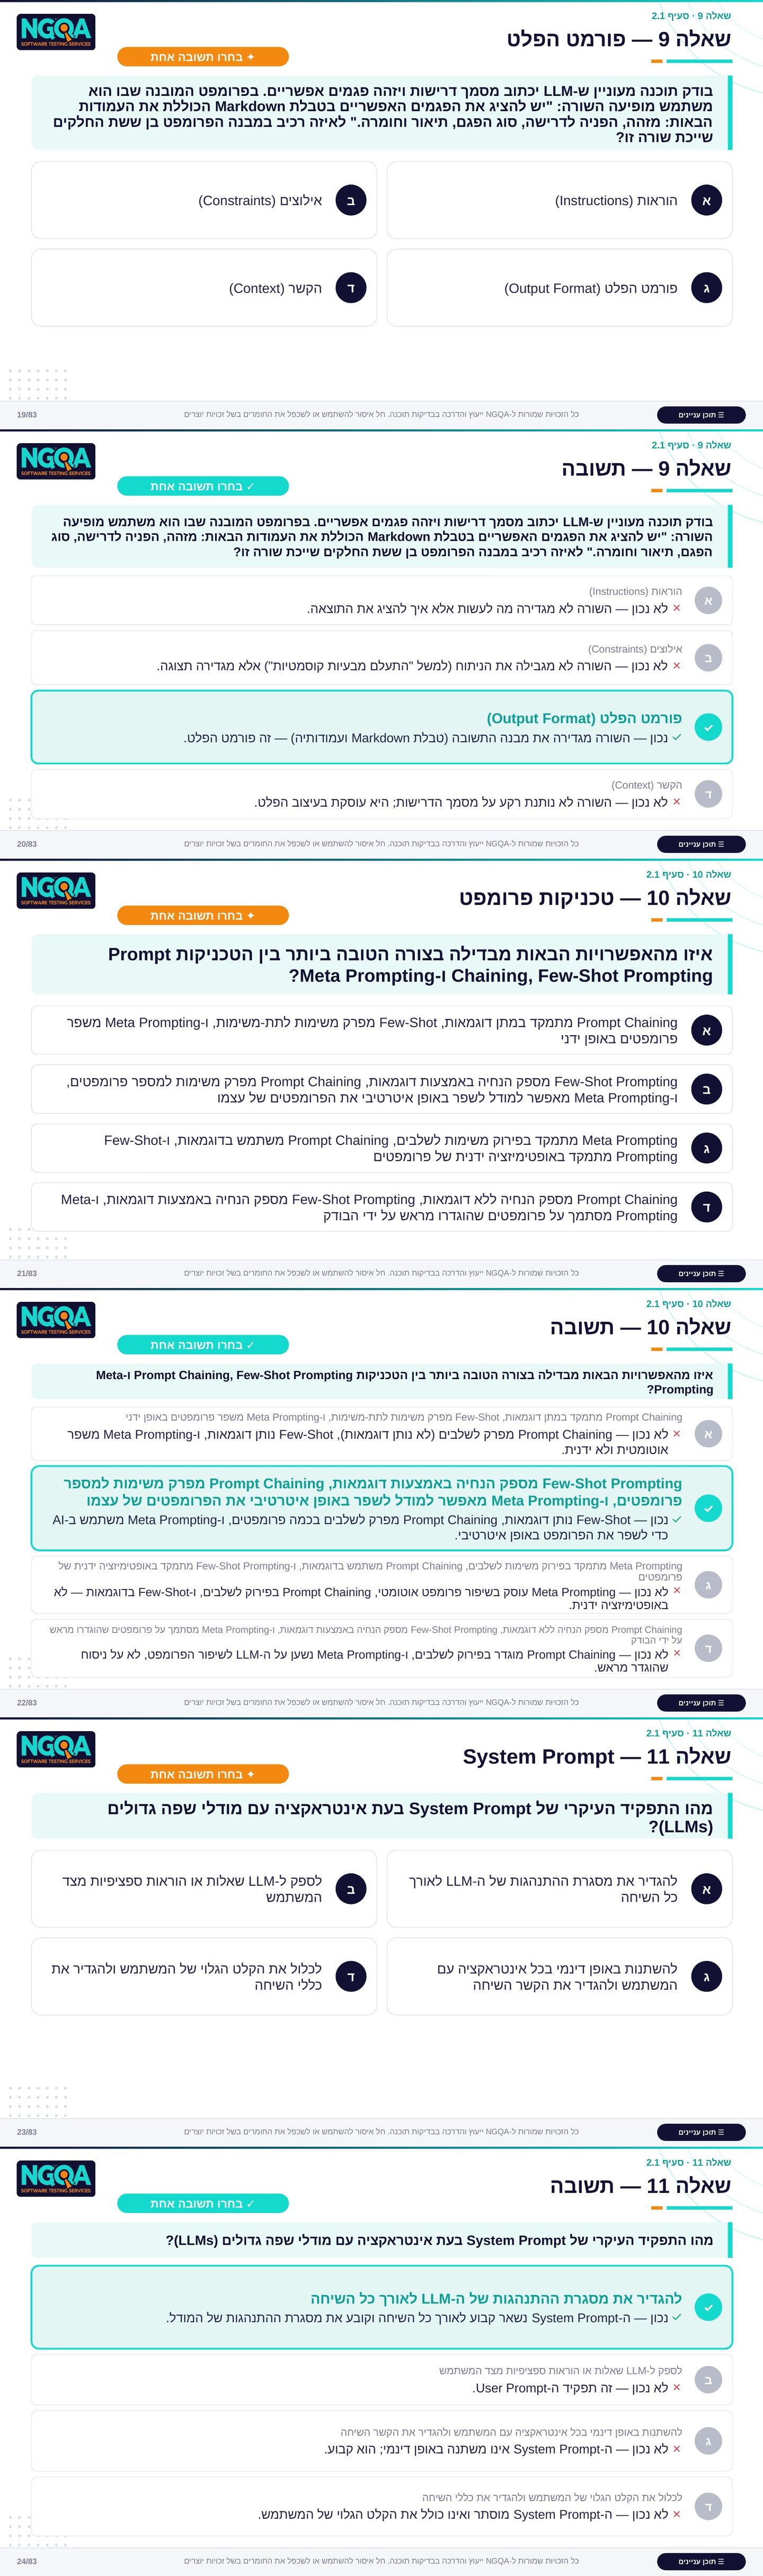 שאלה 9 · סעיף 2.1
שאלה 9 — פורמט הפלט
NGQA
SOFTWARE TESTING SERVICES
✦ בחרו תשובה אחת
בודק תוכנה מעוניין ש-LLM יכתוב מסמך דרישות ויזהה פגמים אפשריים. בפרומפט המובנה שבו הוא
משתמש מופיעה השורה: "יש להציג את הפגמים האפשריים בטבלת Markdown הכוללת את העמודות
הבאות: מזהה, הפניה לדרישה, סוג הפגם, תיאור וחומרה." לאיזה רכיב במבנה הפרומפט בן ששת החלקים
שייכת שורה זו?
א
הוראות (Instructions)
ב
אילוצים (Constraints)
ג
פורמט הפלט (Output Format)
ד
הקשר (Context)
☰ תוכן עניינים
כל הזכויות שמורות ל-NGQA ייעוץ והדרכה בבדיקות תוכנה. חל איסור להשתמש או לשכפל את החומרים בשל זכויות יוצרים
19/83
שאלה 9 · סעיף 2.1
שאלה 9 — תשובה
NGQA
SOFTWARE TESTING SERVICES
✓ בחרו תשובה אחת
בודק תוכנה מעוניין ש-LLM יכתוב מסמך דרישות ויזהה פגמים אפשריים. בפרומפט המובנה שבו הוא משתמש מופיעה
השורה: "יש להציג את הפגמים האפשריים בטבלת Markdown הכוללת את העמודות הבאות: מזהה, הפניה לדרישה, סוג
הפגם, תיאור וחומרה." לאיזה רכיב במבנה הפרומפט בן ששת החלקים שייכת שורה זו?
א
הוראות (Instructions)
✕ לא נכון — השורה לא מגדירה מה לעשות אלא איך להציג את התוצאה.
ב
אילוצים (Constraints)
✕ לא נכון — השורה לא מגבילה את הניתוח (למשל "התעלם מבעיות קוסמטיות") אלא מגדירה תצוגה.
✓
פורמט הפלט (Output Format)
✓ נכון — השורה מגדירה את מבנה התשובה (טבלת Markdown ועמודותיה) — זה פורמט הפלט.
ד
הקשר (Context)
✕ לא נכון — השורה לא נותנת רקע על מסמך הדרישות; היא עוסקת בעיצוב הפלט.
☰ תוכן עניינים
כל הזכויות שמורות ל-NGQA ייעוץ והדרכה בבדיקות תוכנה. חל איסור להשתמש או לשכפל את החומרים בשל זכויות יוצרים
20/83
שאלה 10 · סעיף 2.1
שאלה 10 — טכניקות פרומפט
NGQA
SOFTWARE TESTING SERVICES
✦ בחרו תשובה אחת
איזו מהאפשרויות הבאות מבדילה בצורה הטובה ביותר בין הטכניקות Prompt
Chaining, Few-Shot Prompting ו-Meta Prompting?
א
Prompt Chaining מתמקד במתן דוגמאות, Few-Shot מפרק משימות לתת-משימות, ו-Meta Prompting משפר
פרומפטים באופן ידני
ב
Few-Shot Prompting מספק הנחיה באמצעות דוגמאות, Prompt Chaining מפרק משימות למספר פרומפטים,
ו-Meta Prompting מאפשר למודל לשפר באופן איטרטיבי את הפרומפטים של עצמו
ג
Meta Prompting מתמקד בפירוק משימות לשלבים, Prompt Chaining משתמש בדוגמאות, ו-Few-Shot
Prompting מתמקד באופטימיזציה ידנית של פרומפטים
ד
Prompt Chaining מספק הנחיה ללא דוגמאות, Few-Shot Prompting מספק הנחיה באמצעות דוגמאות, ו-Meta
Prompting מסתמך על פרומפטים שהוגדרו מראש על ידי הבודק
☰ תוכן עניינים
כל הזכויות שמורות ל-NGQA ייעוץ והדרכה בבדיקות תוכנה. חל איסור להשתמש או לשכפל את החומרים בשל זכויות יוצרים
21/83
שאלה 10 · סעיף 2.1
שאלה 10 — תשובה
NGQA
SOFTWARE TESTING SERVICES
✓ בחרו תשובה אחת
איזו מהאפשרויות הבאות מבדילה בצורה הטובה ביותר בין הטכניקות Prompt Chaining, Few-Shot Prompting ו-Meta
Prompting?
א
Prompt Chaining מתמקד במתן דוגמאות, Few-Shot מפרק משימות לתת-משימות, ו-Meta Prompting משפר פרומפטים באופן ידני
✕ לא נכון — Prompt Chaining מפרק לשלבים (לא נותן דוגמאות), Few-Shot נותן דוגמאות, ו-Meta Prompting משפר
אוטומטית ולא ידנית.
✓
Few-Shot Prompting מספק הנחיה באמצעות דוגמאות, Prompt Chaining מפרק משימות למספר
פרומפטים, ו-Meta Prompting מאפשר למודל לשפר באופן איטרטיבי את הפרומפטים של עצמו
✓ נכון — Few-Shot נותן דוגמאות, Prompt Chaining מפרק לשלבים בכמה פרומפטים, ו-Meta Prompting משתמש ב-AI
כדי לשפר את הפרומפט באופן איטרטיבי.
ג
Meta Prompting מתמקד בפירוק משימות לשלבים, Prompt Chaining משתמש בדוגמאות, ו-Few-Shot Prompting מתמקד באופטימיזציה ידנית של
פרומפטים
✕ לא נכון — Meta Prompting עוסק בשיפור פרומפט אוטומטי, Prompt Chaining בפירוק לשלבים, ו-Few-Shot בדוגמאות — לא
באופטימיזציה ידנית.
ד
Prompt Chaining מספק הנחיה ללא דוגמאות, Few-Shot Prompting מספק הנחיה באמצעות דוגמאות, ו-Meta Prompting מסתמך על פרומפטים שהוגדרו מראש
על ידי הבודק
✕ לא נכון — Prompt Chaining מוגדר בפירוק לשלבים, ו-Meta Prompting נשען על ה-LLM לשיפור הפרומפט, לא על ניסוח
שהוגדר מראש.
☰ תוכן עניינים
כל הזכויות שמורות ל-NGQA ייעוץ והדרכה בבדיקות תוכנה. חל איסור להשתמש או לשכפל את החומרים בשל זכויות יוצרים
22/83
שאלה 11 · סעיף 2.1
שאלה 11 — System Prompt
NGQA
SOFTWARE TESTING SERVICES
✦ בחרו תשובה אחת
מהו התפקיד העיקרי של System Prompt בעת אינטראקציה עם מודלי שפה גדולים
(LLMs)?
א
להגדיר את מסגרת ההתנהגות של ה-LLM לאורך
כל השיחה
ב
לספק ל-LLM שאלות או הוראות ספציפיות מצד
המשתמש
ג
להשתנות באופן דינמי בכל אינטראקציה עם
המשתמש ולהגדיר את הקשר השיחה
ד
לכלול את הקלט הגלוי של המשתמש ולהגדיר את
כללי השיחה
☰ תוכן עניינים
כל הזכויות שמורות ל-NGQA ייעוץ והדרכה בבדיקות תוכנה. חל איסור להשתמש או לשכפל את החומרים בשל זכויות יוצרים
23/83
שאלה 11 · סעיף 2.1
שאלה 11 — תשובה
NGQA
SOFTWARE TESTING SERVICES
✓ בחרו תשובה אחת
מהו התפקיד העיקרי של System Prompt בעת אינטראקציה עם מודלי שפה גדולים (LLMs)?
✓
להגדיר את מסגרת ההתנהגות של ה-LLM לאורך כל השיחה
✓ נכון — ה-System Prompt נשאר קבוע לאורך כל השיחה וקובע את מסגרת ההתנהגות של המודל.
ב
לספק ל-LLM שאלות או הוראות ספציפיות מצד המשתמש
✕ לא נכון — זה תפקיד ה-User Prompt.
ג
להשתנות באופן דינמי בכל אינטראקציה עם המשתמש ולהגדיר את הקשר השיחה
✕ לא נכון — ה-System Prompt אינו משתנה באופן דינמי; הוא קבוע.
ד
לכלול את הקלט הגלוי של המשתמש ולהגדיר את כללי השיחה
✕ לא נכון — ה-System Prompt מוסתר ואינו כולל את הקלט הגלוי של המשתמש.
☰ תוכן עניינים
כל הזכויות שמורות ל-NGQA ייעוץ והדרכה בבדיקות תוכנה. חל איסור להשתמש או לשכפל את החומרים בשל זכויות יוצרים
24/83